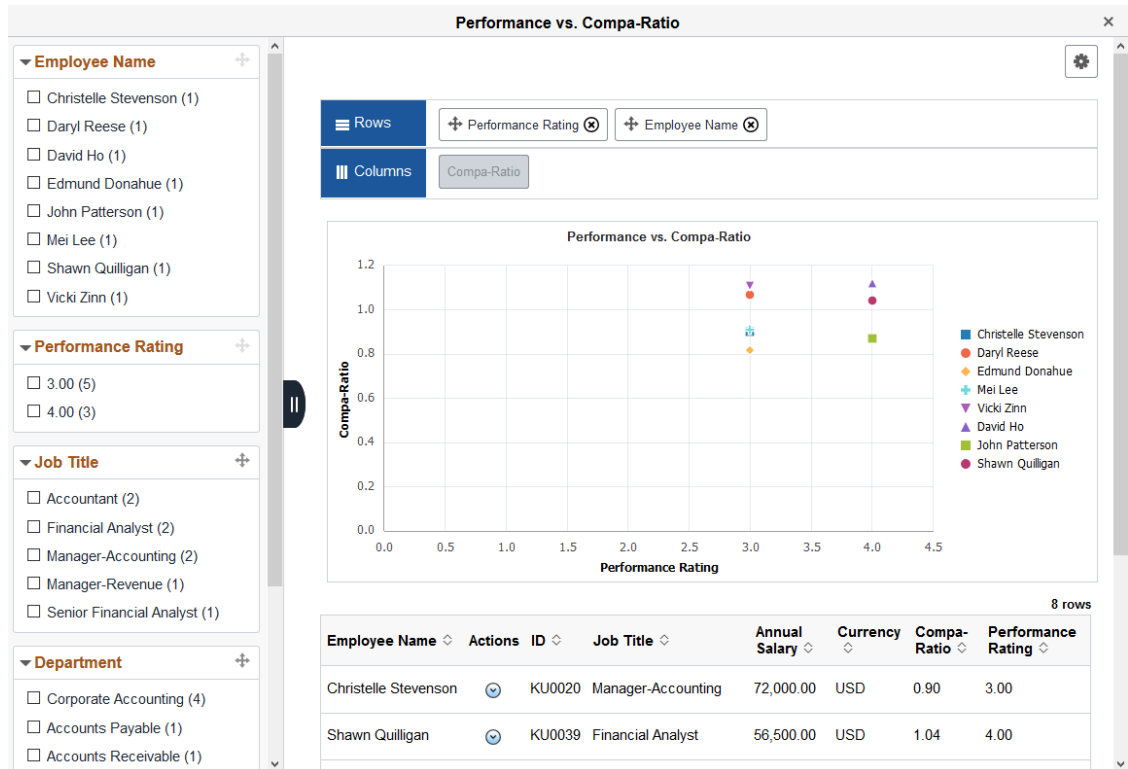 Performance vs. Compa-Ratio
Employee Name
Christelle Stevenson (1)
Daryl Reese (1)
David Ho (1)
Edmund Donahue (1)
John Patterson (1)
Mei Lee (1)
Shawn Quilligan (1)
Vicki Zinn (1)
Performance Rating
3.00 (5)
4.00 (3)
Job Title
Accountant (2)
Financial Analyst (2)
Manager-Accounting (2)
Manager-Revenue (1)
Senior Financial Analyst (1)
Department
Corporate Accounting (4)
Accounts Payable (1)
Accounts Receivable (1)
Rows Performance Rating Employee Name
Columns Compa-Ratio
Performance vs. Compa-Ratio
1.2
1.0
0.8
0.6
0.4
0.2
0.0
Compa-Ratio
0.0 0.5 1.0 1.5 2.0 2.5 3.0 3.5 4.0 4.5
Performance Rating
Christelle Stevenson
Daryl Reese
Edmund Donahue
Mei Lee
Vicki Zinn
David Ho
John Patterson
Shawn Quilligan
8 rows
Employee Name Actions ID Job Title Annual Salary Currency Compa-Ratio Performance Rating
Christelle Stevenson KU0020 Manager-Accounting 72,000.00 USD 0.90 3.00
Shawn Quilligan KU0039 Financial Analyst 56,500.00 USD 1.04 4.00